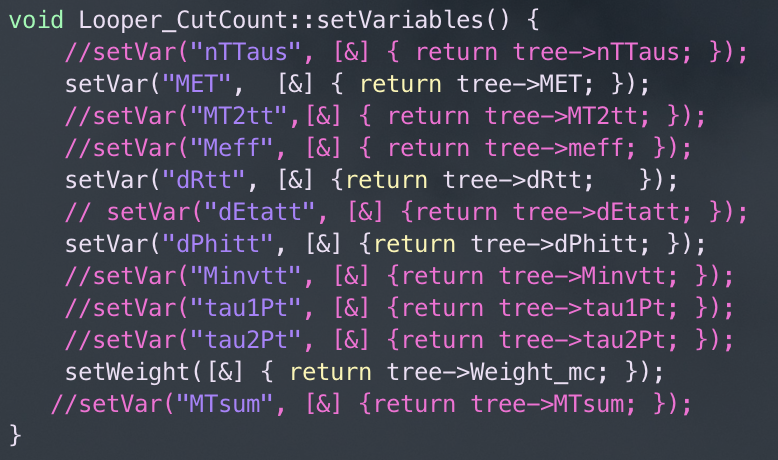 void Looper_CutCount::setVariables() {
    //setVar("nTTaus", [&] { return tree->nTTaus; });
    setVar("MET",  [&] { return tree->MET; });
    //setVar("MT2tt",[&] { return tree->MT2tt; });
    //setVar("Meff", [&] { return tree->meff; });
    setVar("dRtt", [&] {return tree->dRtt;   });
    // setVar("dEtatt", [&] {return tree->dEtatt; });
    setVar("dPhitt", [&] {return tree->dPhitt; });
    //setVar("Minvtt", [&] {return tree->Minvtt; });
    //setVar("tau1Pt", [&] {return tree->tau1Pt; });
    //setVar("tau2Pt", [&] {return tree->tau2Pt; });
    setWeight([&] { return tree->Weight_mc; });
   //setVar("MTsum", [&] {return tree->MTsum; });
}